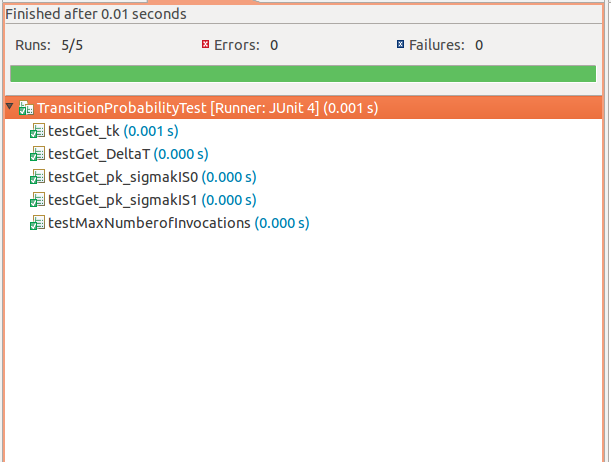 Finished after 0.01 seconds
Runs: 5/5 Errors: 0 Failures: 0
TransitionProbabilityTest [Runner: JUnit 4] (0.001 s)
testGet_tk (0.001 s)
testGet_DeltaT (0.000 s)
testGet_pk_sigmakIS0 (0.000 s)
testGet_pk_sigmakIS1 (0.000 s)
testMaxNumberofInvocations (0.000 s)